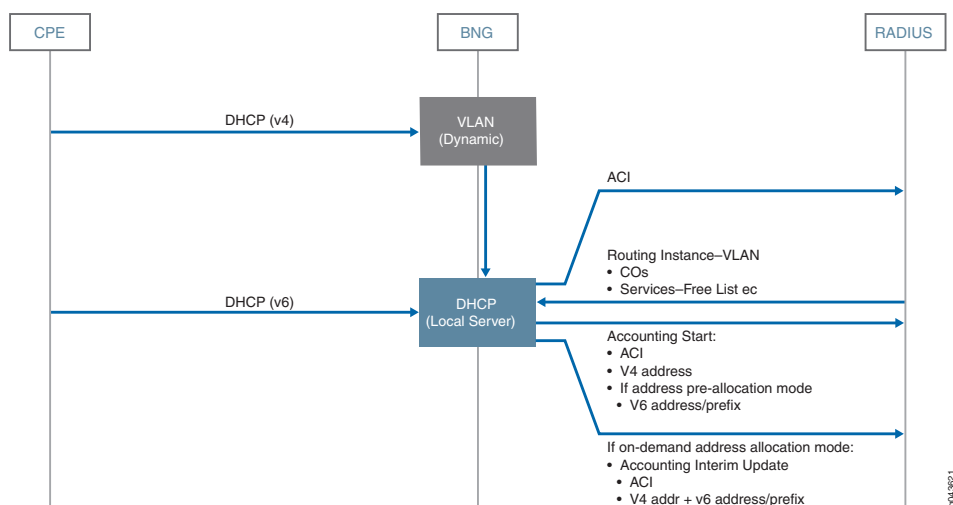 CPE
BNG
RADIUS
DHCP (v4)
VLAN
(Dynamic)
ACI
Routing Instance–VLAN
• COs
• Services–Free List ec
DHCP (v6)
DHCP
(Local Server)
Accounting Start:
• ACI
• V4 address
• If address pre-allocation mode
• V6 address/prefix
If on-demand address allocation mode:
• Accounting Interim Update
• ACI
• V4 addr + v6 address/prefix